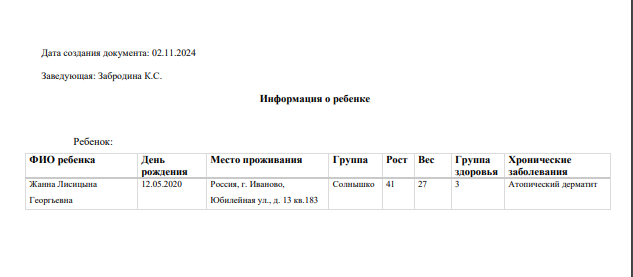 Дата создания документа: 02.11.2024
Заведующая: Забродина К.С.
Информация о ребенке
Ребенок:
ФИО ребенка День рождения Место проживания Группа Рост Вес Группа здоровья Хронические заболевания
Жанна Лисицына Георгьевна 12.05.2020 Россия, г. Иваново, Юбилейная ул., д. 13 кв.183 Солнышко 41 27 3 Атопический дерматит